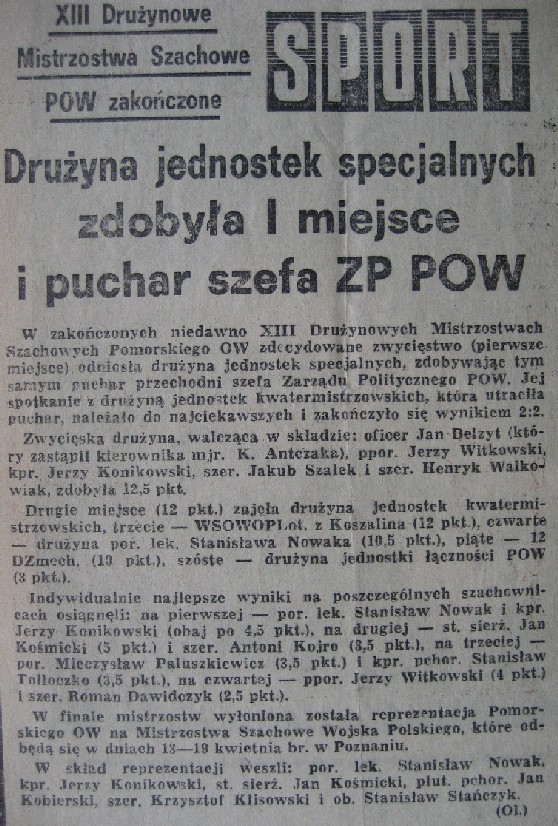 XIII Drużynowe
Mistrzostwa Szachowe
POW zakończone
SPORT
Drużyna jednostek specjalnych
zdobyła I miejsce
i puchar szefa ZP POW
W zakończonych niedawno XIII Drużynowych Mistrzostwach
Szachowych Pomorskiego OW zdecydowane zwycięstwo (pierwsze
miejsce) odniosła drużyna jednostek specjalnych, zdobywając tym
samym puchar przechodni szefa Zarządu Politycznego POW. Jej
spotkanie z drużyną jednostek kwatermistrzowskich, która utraciła
puchar, należało do najciekawszych i zakończyło się wynikiem 2:2.
Zwycięska drużyna, walcząca w składzie: oficer Jan Belzyt (któ-
ry zastąpił kierownika mjr. K. Antczaka), ppor. Jerzy Witkowski,
kpr. Jerzy Konikowski, szer. Jakub Szalek i szer. Henryk Walko-
wiak, zdobyła 12,5 pkt.
Drugie miejsce (12 pkt.) zajęła drużyna jednostek kwatermi-
strzowskich, trzecie — WSOWOPLot. z Koszalina (12 pkt.), czwarte
— drużyna por. lek. Stanisława Nowaka (10,5 pkt.), piąte — 12
DZmech. (10 pkt.), szóste — drużyna jednostki łączności POW
(3 pkt.).
Indywidualnie najlepsze wyniki na poszczególnych szachowni-
cach osiągnęli: na pierwszej — por. lek. Stanisław Nowak i kpr.
Jerzy Konikowski (obaj po 4,5 pkt.), na drugiej — st. sierż. Jan
Kośmicki (5 pkt.) i szer. Antoni Kojro (3,5 pkt.), na trzeciej —
por. Mieczysław Paluszkiewicz (3,5 pkt.) i kpr. pchor. Stanisław
Tołłoczko (3,5 pkt.), na czwartej — ppor. Jerzy Witkowski (4 pkt.)
i szer. Roman Dawidczyk (2,5 pkt.).
W finale mistrzostw wyłoniona została reprezentacja Pomor-
skiego OW na Mistrzostwa Szachowe Wojska Polskiego, które od-
będą się w dniach 13—19 kwietnia br. w Poznaniu.
W skład reprezentacji weszli: por. lek. Stanisław Nowak,
kpr. Jerzy Konikowski, st. sierż. Jan Kośmicki, plut. pchor. Jan
Kobierski, szer. Krzysztof Klisowski i ob. Stanisław Stańczyk.
(Ol.)